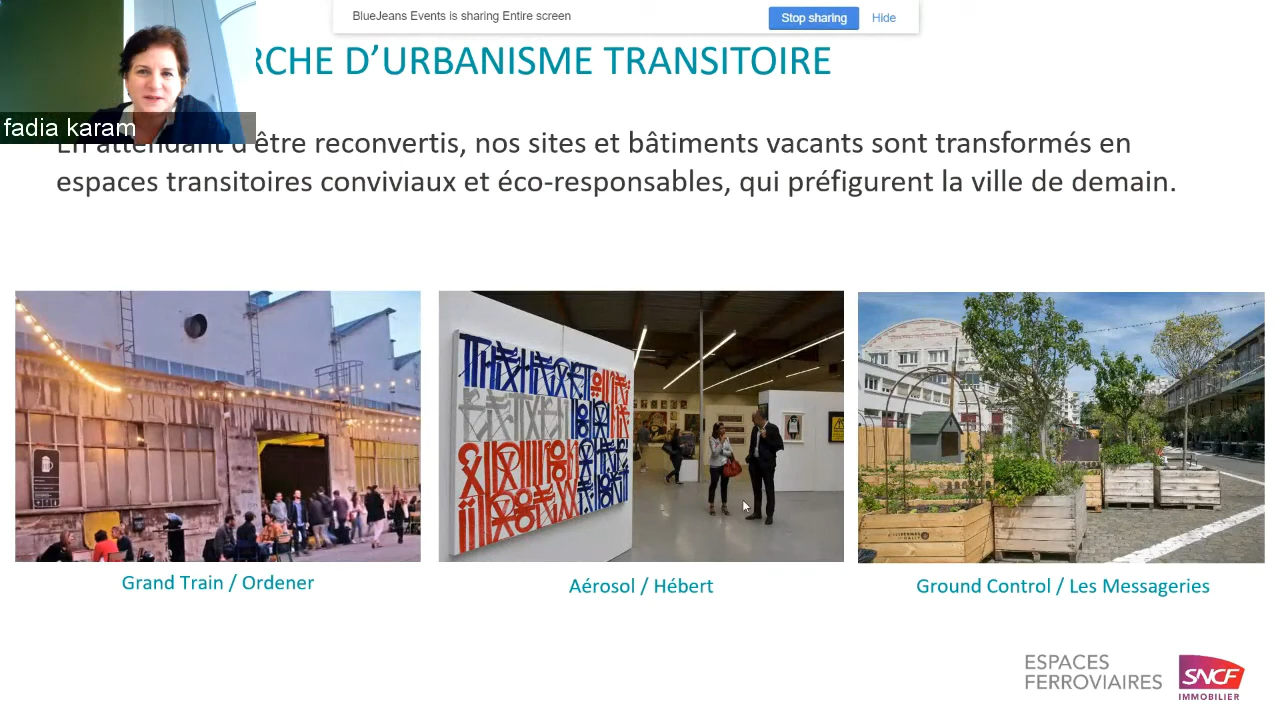 BlueJeans Events is sharing Entire screen
Stop sharing
Hide
RCHE D’URBANISME TRANSITOIRE
fadia karam
En attendant d’être reconvertis, nos sites et bâtiments vacants sont transformés en
espaces transitoires conviviaux et éco-responsables, qui préfigurent la ville de demain.
Grand Train / Ordener
Aérosol / Hébert
Ground Control / Les Messageries
ESPACES
FERROVIAIRES
SNCF
IMMOBILIER